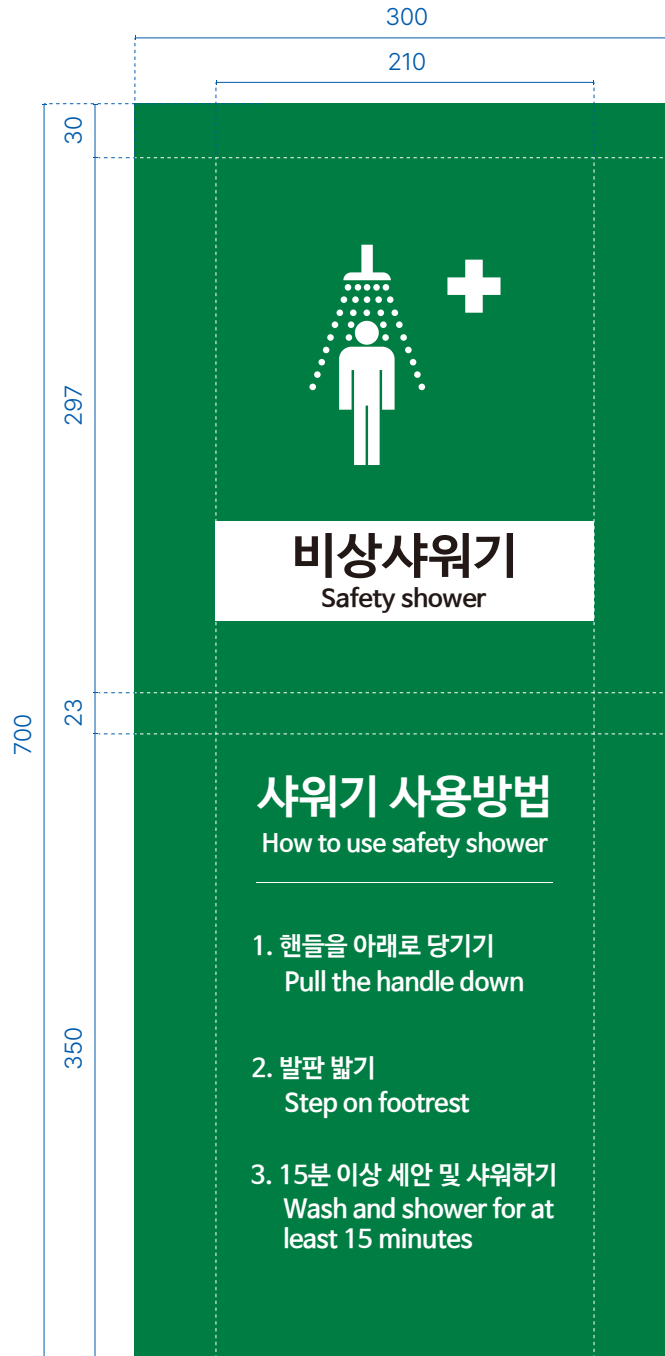 300
210
30
297
비상샤워기
Safety shower
23
700
샤워기 사용방법
How to use safety shower
1. 핸들을 아래로 당기기
Pull the handle down
350
2. 발판 밟기
Step on footrest
3. 15분 이상 세안 및 샤워하기
Wash and shower for at
least 15 minutes